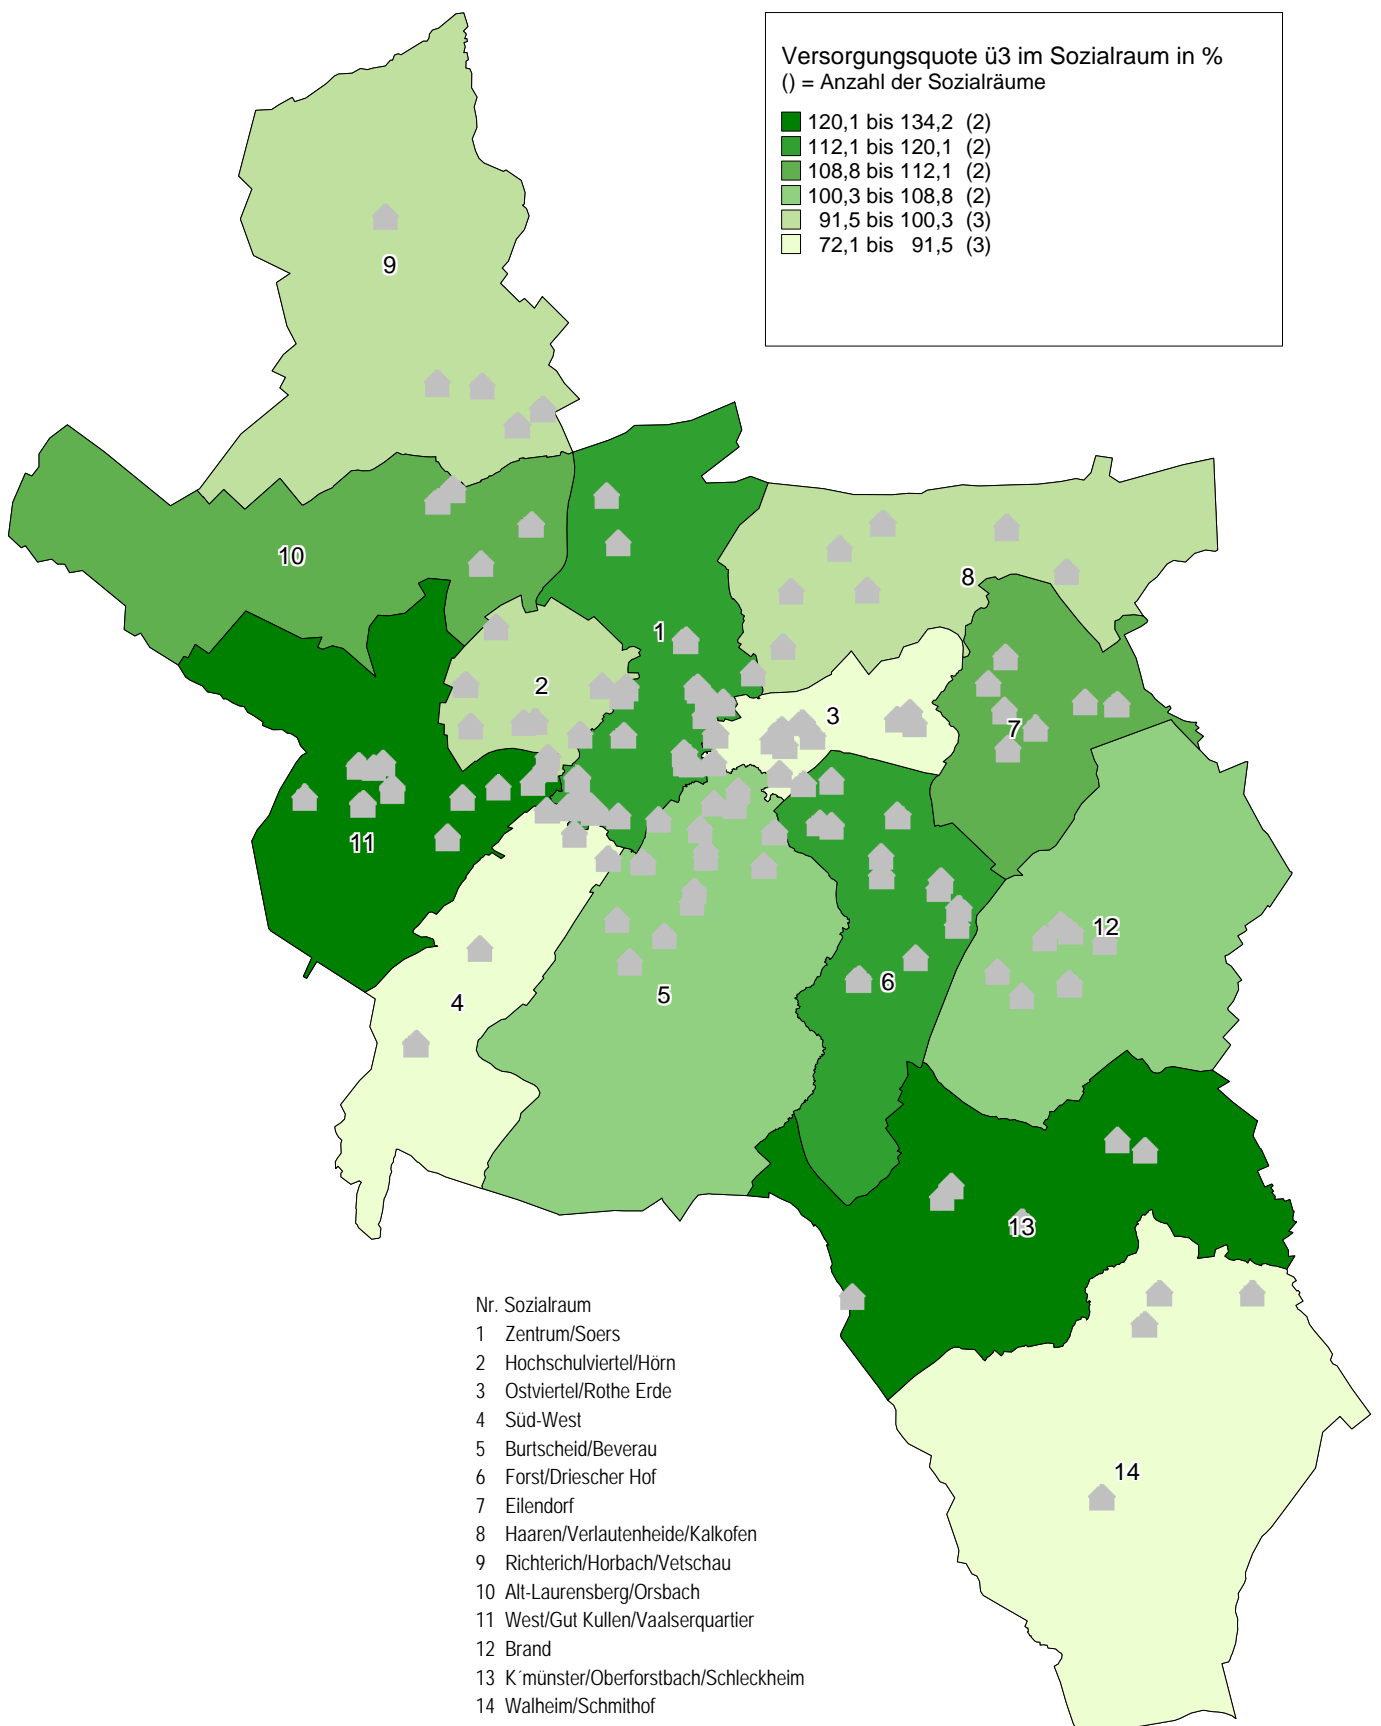 Versorgungsquote ü3 im Sozialraum in %
() = Anzahl der Sozialräume
120,1 bis 134,2 (2)
112,1 bis 120,1 (2)
108,8 bis 112,1 (2)
100,3 bis 108,8 (2)
91,5 bis 100,3 (3)
72,1 bis 91,5 (3)
9
10
8
1
2
3
7
11
12
6
5
4
13
14
Nr. Sozialraum
1 Zentrum/Soers
2 Hochschulviertel/Hörn
3 Ostviertel/Rothe Erde
4 Süd-West
5 Burtscheid/Beverau
6 Forst/Driescher Hof
7 Eilendorf
8 Haaren/Verlautenheide/Kalkofen
9 Richterich/Horbach/Vetschau
10 Alt-Laurensberg/Orsbach
11 West/Gut Kullen/Vaalserquartier
12 Brand
13 K´münster/Oberforstbach/Schleckheim
14 Walheim/Schmithof